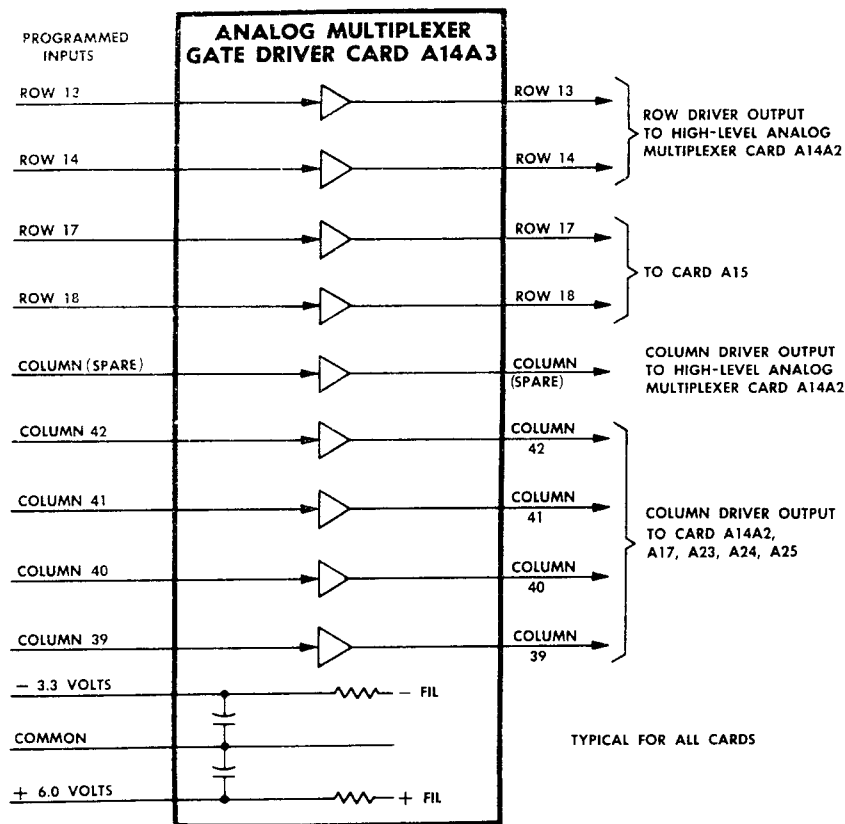 PROGRAMMED
INPUTS
ANALOG MULTIPLEXER
GATE DRIVER CARD A14A3
ROW 13
ROW 13
ROW DRIVER OUTPUT
TO HIGH-LEVEL ANALOG
MULTIPLEXER CARD A14A2
ROW 14
ROW 14
ROW 17
ROW 17
TO CARD A15
ROW 18
ROW 18
COLUMN (SPARE)
COLUMN
(SPARE)
COLUMN DRIVER OUTPUT
TO HIGH-LEVEL ANALOG
MULTIPLEXER CARD A14A2
COLUMN 42
COLUMN
42
COLUMN 41
COLUMN
41
COLUMN DRIVER OUTPUT
TO CARD A14A2,
A17, A23, A24, A25
COLUMN 40
COLUMN
40
COLUMN 39
COLUMN
39
- 3.3 VOLTS
- FIL
COMMON
TYPICAL FOR ALL CARDS
+ 6.0 VOLTS
+ FIL